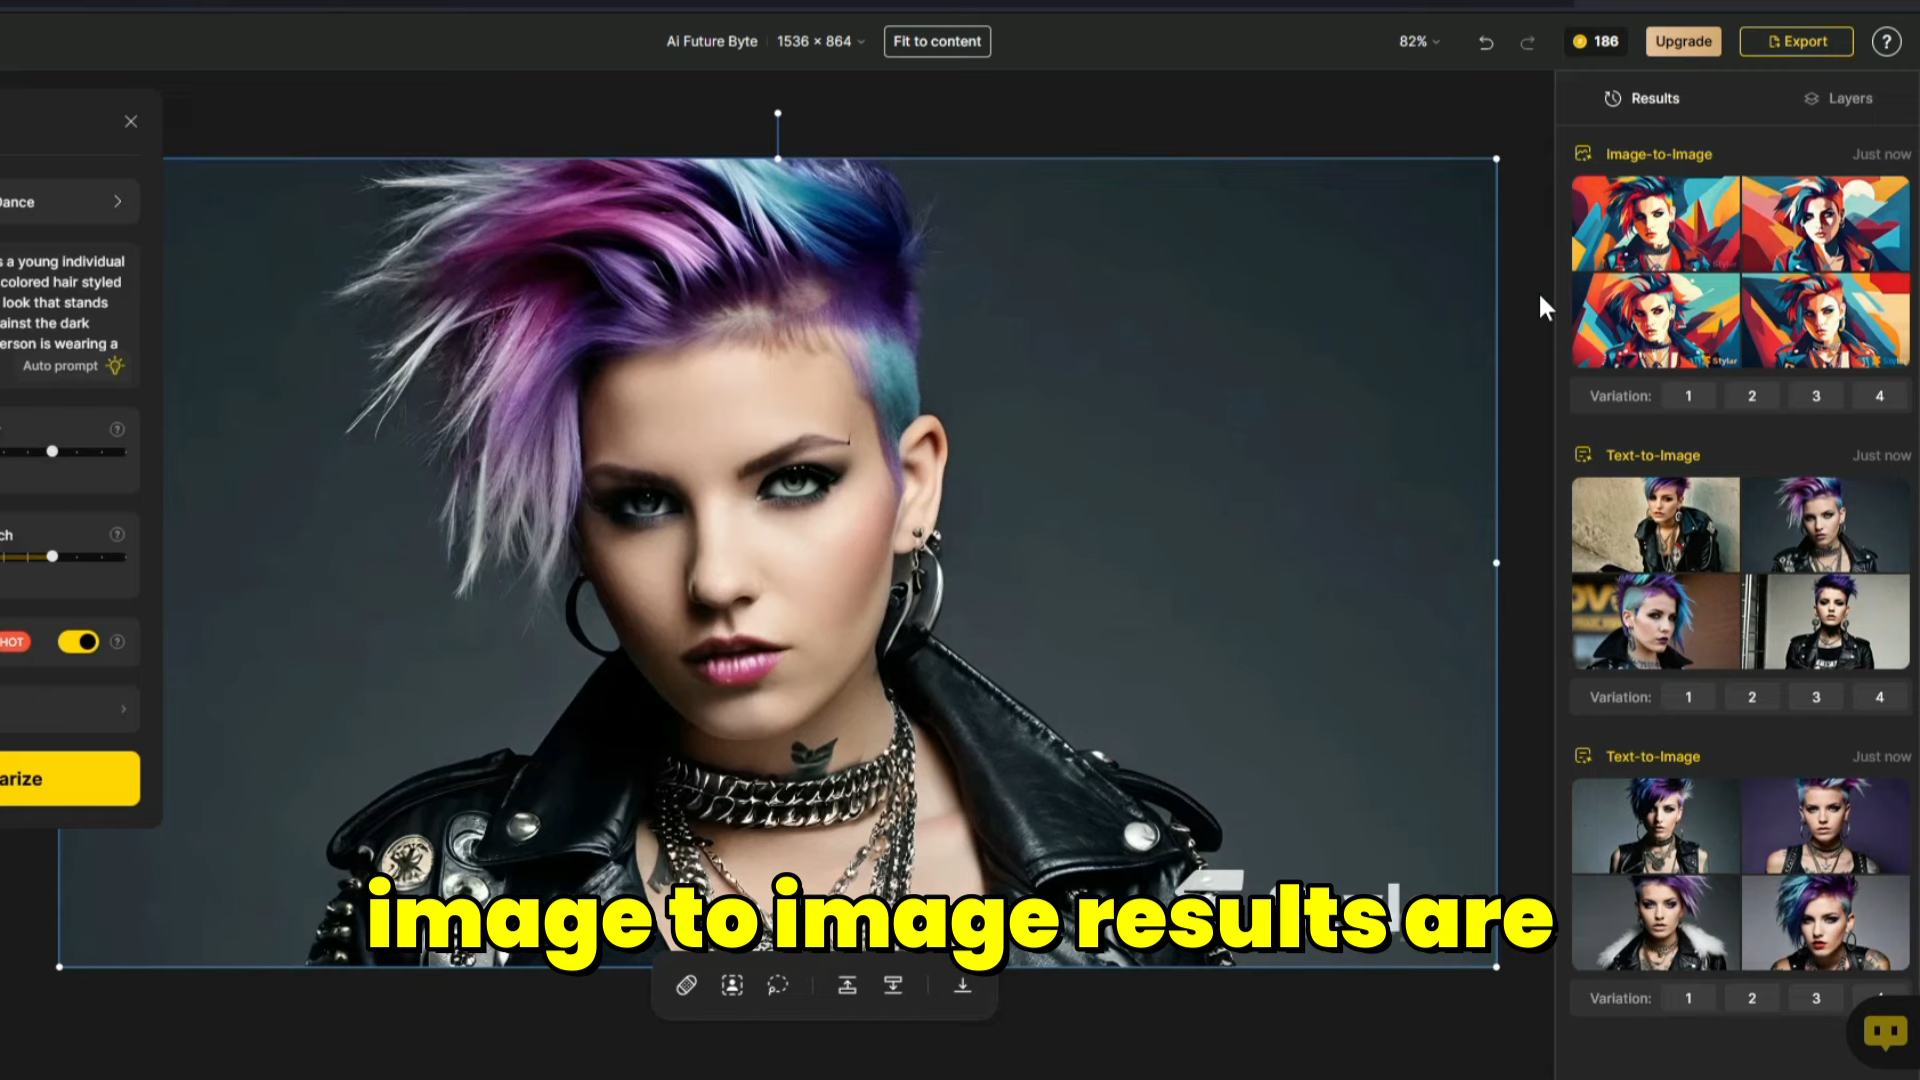 Ai Future Byte
1536 × 864
Fit to content
82%
186
Upgrade
Export
?
Dance
s a young individual
colored hair styled
look that stands
ainst the dark
erson is wearing a
Auto prompt
?
ch
?
HOT
?
arize
Results
Layers
Image-to-Image
Just now
Stylar
Variation: 1 2 3 4
Text-to-Image
Just now
Variation: 1 2 3 4
Text-to-Image
Just now
Variation: 1 2 3
image to image results are